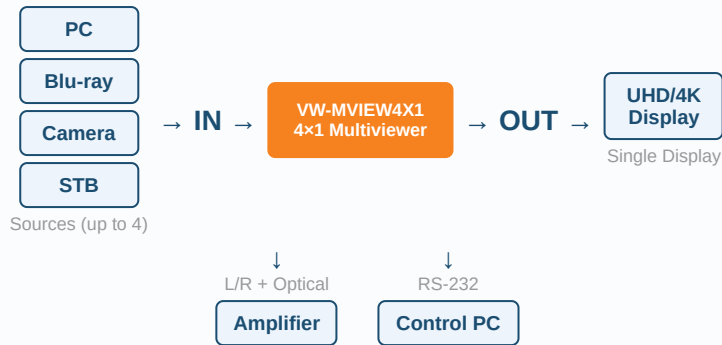 PC
Blu-ray
Camera
STB
Sources (up to 4)
→ IN →
VW-MVIEW4X1
4×1 Multiviewer
→ OUT →
UHD/4K
Display
Single Display
↓
L/R + Optical
Amplifier
↓
RS-232
Control PC